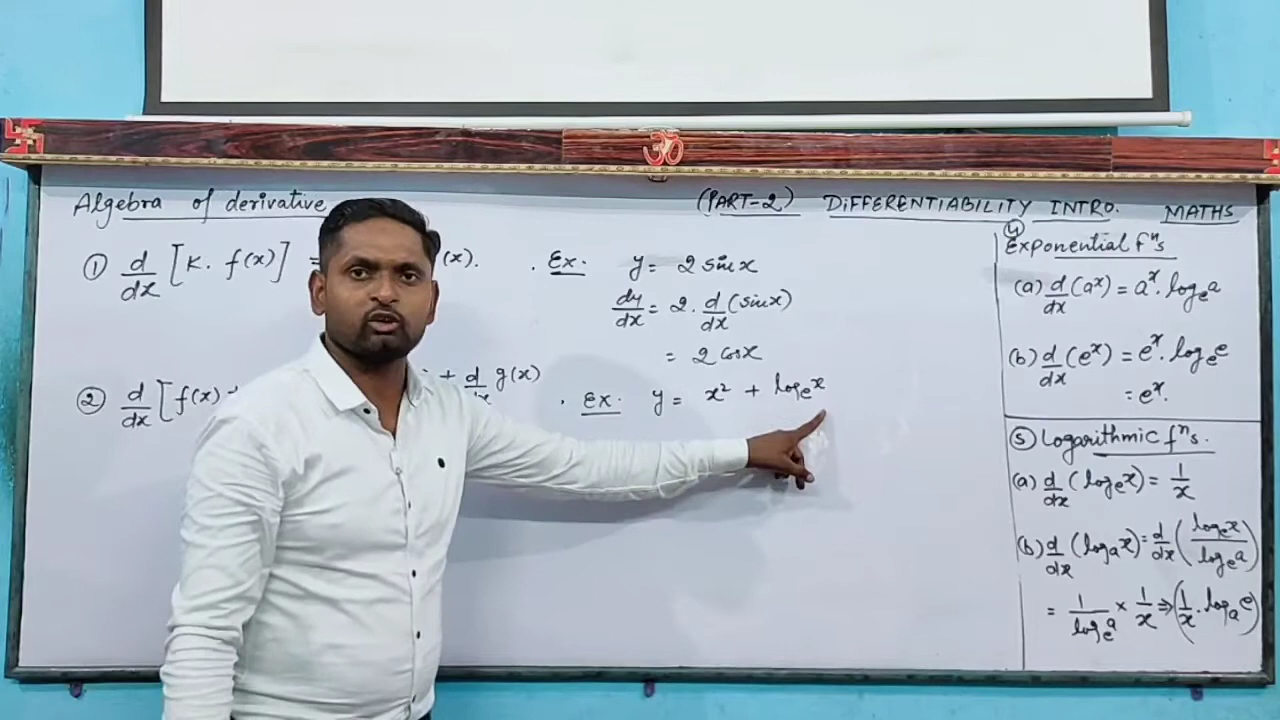 Algebra of derivative
(PART-2) DIFFERENTIABILITY INTRO. MATHS
① d/dx [K. f(x)] = (x).
. Ex. y = 2 sin x
dy/dx = 2. d/dx (sin x)
= 2 cos x
② d/dx [f(x) + d/dx g(x)
. Ex. y = x² + logₑx
④
Exponential fⁿs
(a) d/dx (aˣ) = aˣ. logₑa
(b) d/dx (eˣ) = eˣ. logₑe
= eˣ.
⑤ Logarithmic fⁿs.
(a) d/dx (logₑx) = 1/x
(b) d/dx (logₐx) = d/dx (logₑx/logₑa)
= 1/logₑa × 1/x ⇒ (1/x . logₐe)
ॐ